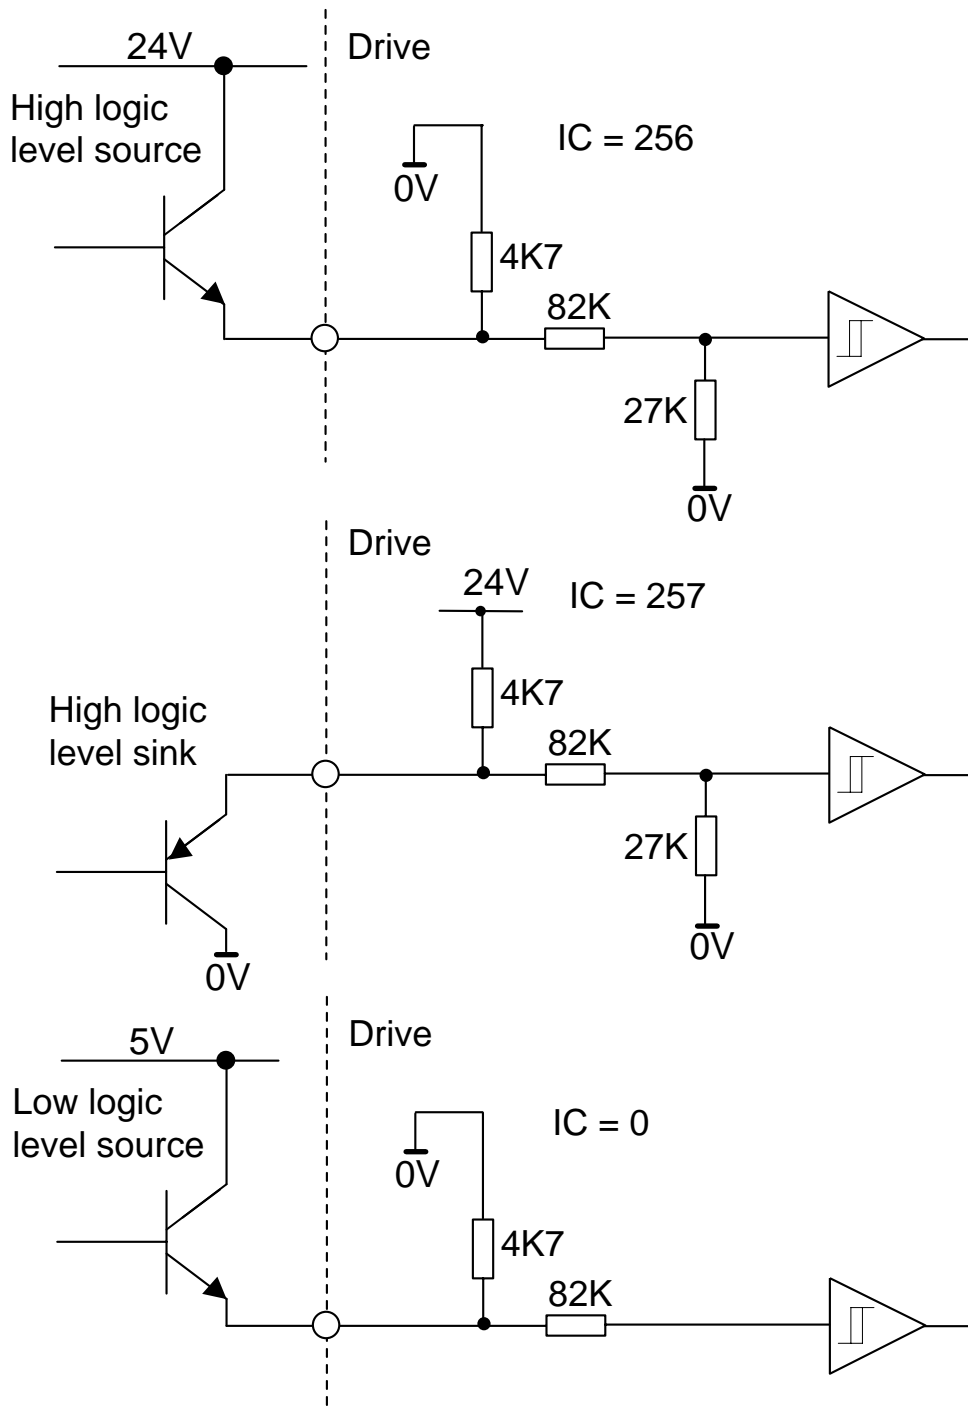 24V
Drive
High logic
level source
IC = 256
0V
4K7
82K
27K
0V
Drive
24V
IC = 257
4K7
High logic
level sink
82K
27K
0V
0V
5V
Drive
Low logic
level source
IC = 0
0V
4K7
82K